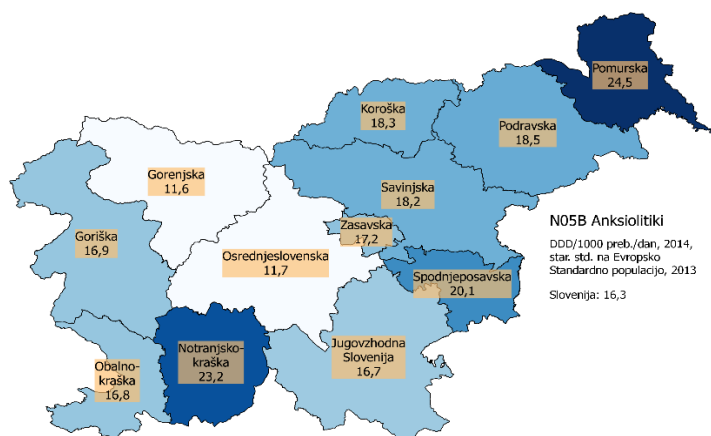 Pomurska
24,5
Koroška
18,3
Podravska
18,5
Gorenjska
11,6
Savinjska
18,2
Zasavska
17,2
Goriška
16,9
Osrednjeslovenska
11,7
Spodnjeposavska
20,1
Notranjsko-
kraška
23,2
Jugovzhodna
Slovenija
16,7
Obalno-
kraška
16,8
N05B Anksiolitiki
DDD/1000 preb./dan, 2014,
star. std. na Evropsko
Standardno populacijo, 2013
Slovenija: 16,3